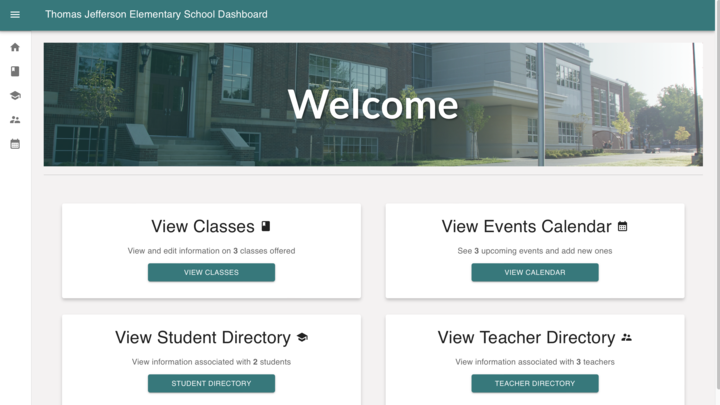 Thomas Jefferson Elementary School Dashboard
Welcome
View Classes
View and edit information on 3 classes offered
VIEW CLASSES
View Events Calendar
See 3 upcoming events and add new ones
VIEW CALENDAR
View Student Directory
View information associated with 2 students
STUDENT DIRECTORY
View Teacher Directory
View information associated with 3 teachers
TEACHER DIRECTORY